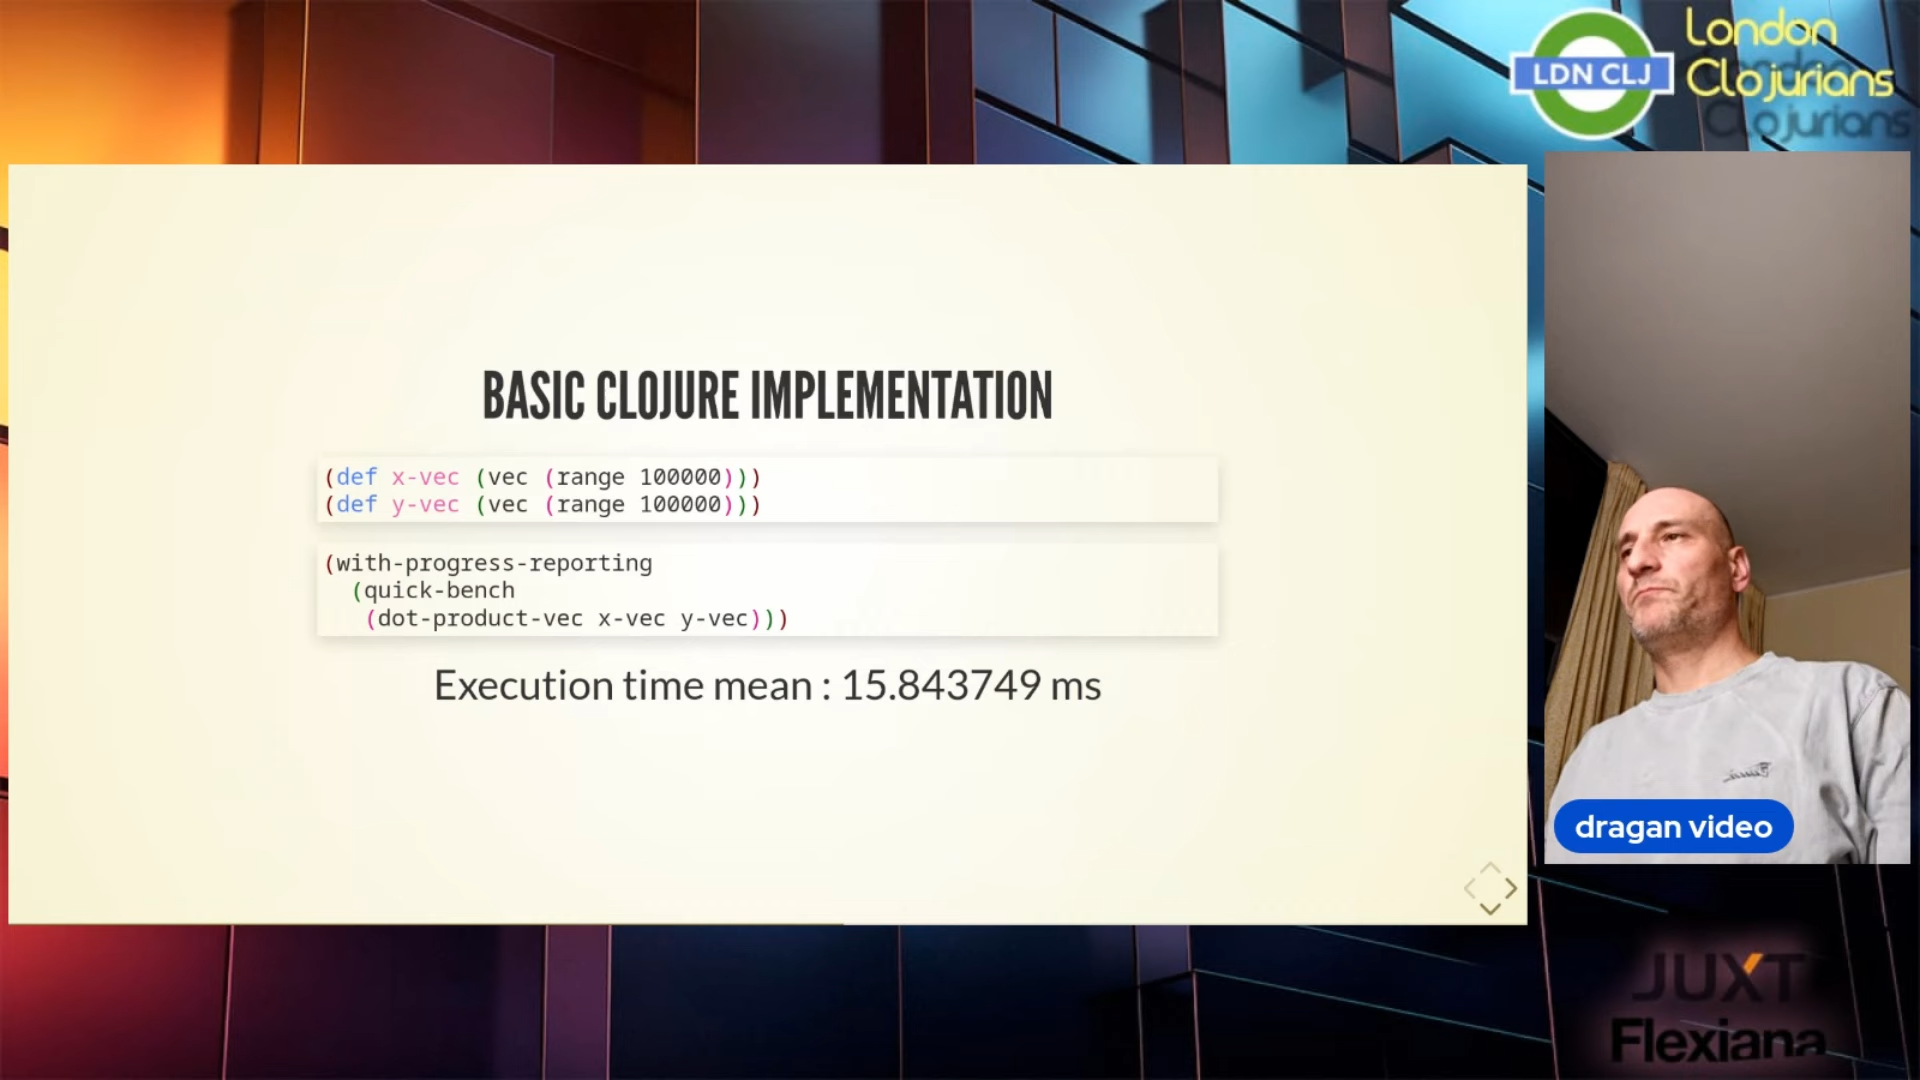 London
Clojurians
LDN CLJ
BASIC CLOJURE IMPLEMENTATION
(def x-vec (vec (range 100000)))
(def y-vec (vec (range 100000)))
(with-progress-reporting
(quick-bench
(dot-product-vec x-vec y-vec)))
Execution time mean : 15.843749 ms
dragan video
JUXT
Flexiana